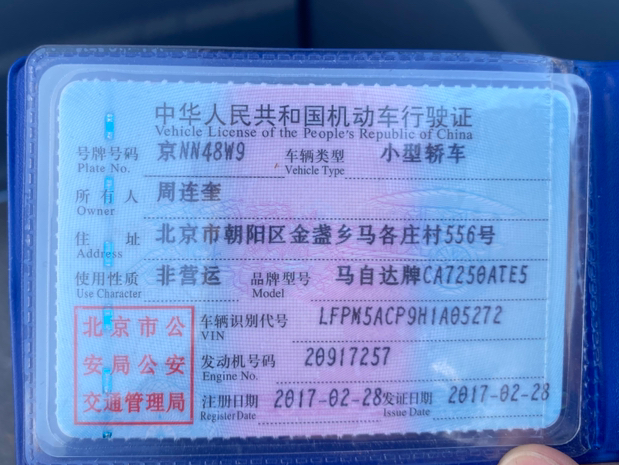 中华人民共和国机动车行驶证
Vehicle License of the People's Republic of China
号牌号码 京NN48W9 车辆类型 小型轿车
Plate No. Vehicle Type
所有人 周连奎
Owner
住址 北京市朝阳区金盏乡马各庄村556号
Address
使用性质 非营运 品牌型号 马自达牌CA7250ATE5
Use Character Model
北京市公
安局公安
交通管理局
车辆识别代号 LFPM5ACP9H1A05272
VIN
发动机号码 20917257
Engine No.
注册日期 2017-02-28 发证日期 2017-02-28
Register Date Issue Date